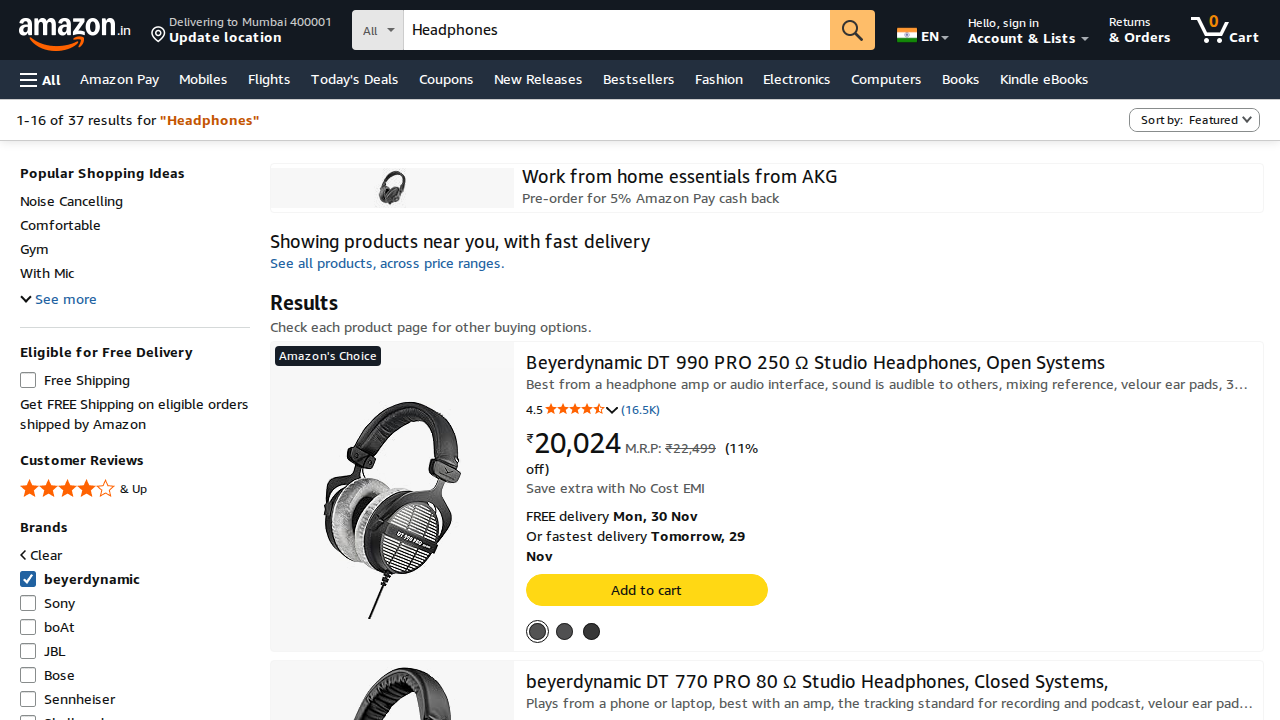 amazon.in
Delivering to Mumbai 400001
Update location
All
Headphones
EN
Hello, sign in
Account & Lists
Returns
& Orders
0
Cart
All
Amazon Pay
Mobiles
Flights
Today's Deals
Coupons
New Releases
Bestsellers
Fashion
Electronics
Computers
Books
Kindle eBooks
1-16 of 37 results for "Headphones"
Sort by: Featured
Popular Shopping Ideas
Noise Cancelling
Comfortable
Gym
With Mic
See more
Eligible for Free Delivery
Free Shipping
Get FREE Shipping on eligible orders
shipped by Amazon
Customer Reviews
& Up
Brands
Clear
beyerdynamic
Sony
boAt
JBL
Bose
Sennheiser
Work from home essentials from AKG
Pre-order for 5% Amazon Pay cash back
Showing products near you, with fast delivery
See all products, across price ranges.
Results
Check each product page for other buying options.
Amazon's Choice
DT 990 PRO
Beyerdynamic DT 990 PRO 250 Ω Studio Headphones, Open Systems
Best from a headphone amp or audio interface, sound is audible to others, mixing reference, velour ear pads, 3...
4.5
(16.5K)
₹20,024 M.R.P: ₹22,499 (11%
off)
Save extra with No Cost EMI
FREE delivery Mon, 30 Nov
Or fastest delivery Tomorrow, 29
Nov
Add to cart
beyerdynamic DT 770 PRO 80 Ω Studio Headphones, Closed Systems,
Plays from a phone or laptop, best with an amp, the tracking standard for recording and podcast, velour ear pad...